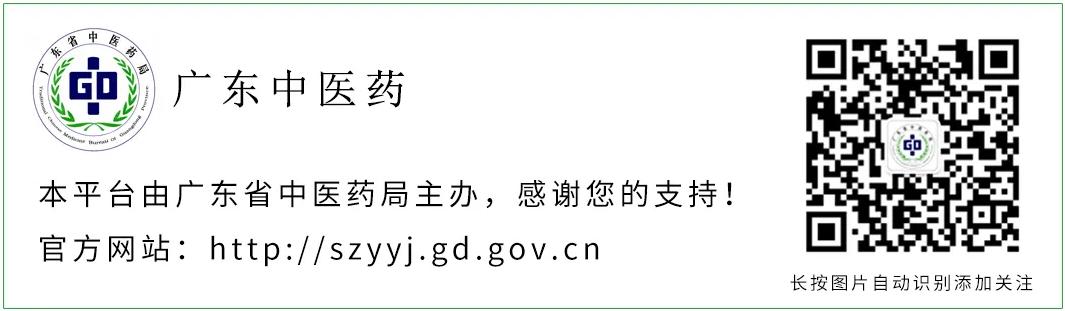 广东省中医药局
GD
Traditional Chinese Medicine Bureau Of Guangdong Province
广东中医药
本平台由广东省中医药局主办，感谢您的支持！
官方网站：http://szyyj.gd.gov.cn
GD
长按图片自动识别添加关注